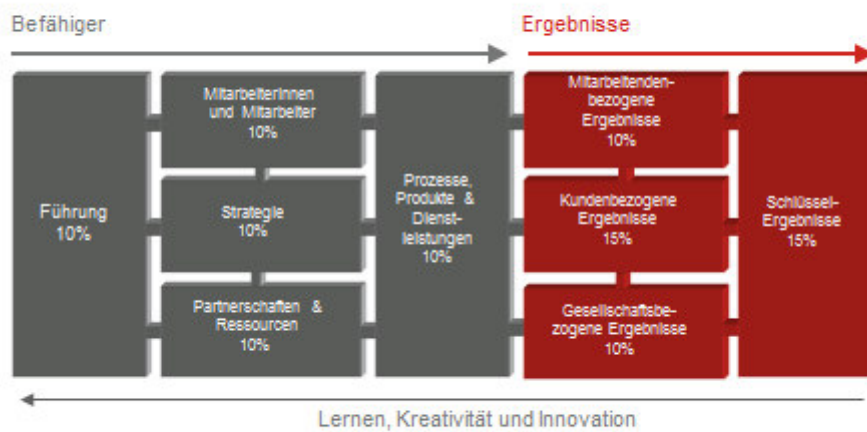 Befähiger
Ergebnisse
Führung
10%
MitarbeiterInnen
und Mitarbeiter
10%
Strategie
10%
Partnerschaften &
Ressourcen
10%
Prozesse,
Produkte &
Dienst-
leistungen
10%
Mitarbeitenden-
bezogene
Ergebnisse
10%
Kundenbezogene
Ergebnisse
15%
Gesellschaftsbe-
zogene Ergebnisse
10%
Schlüssel-
Ergebnisse
15%
Lernen, Kreativität und Innovation